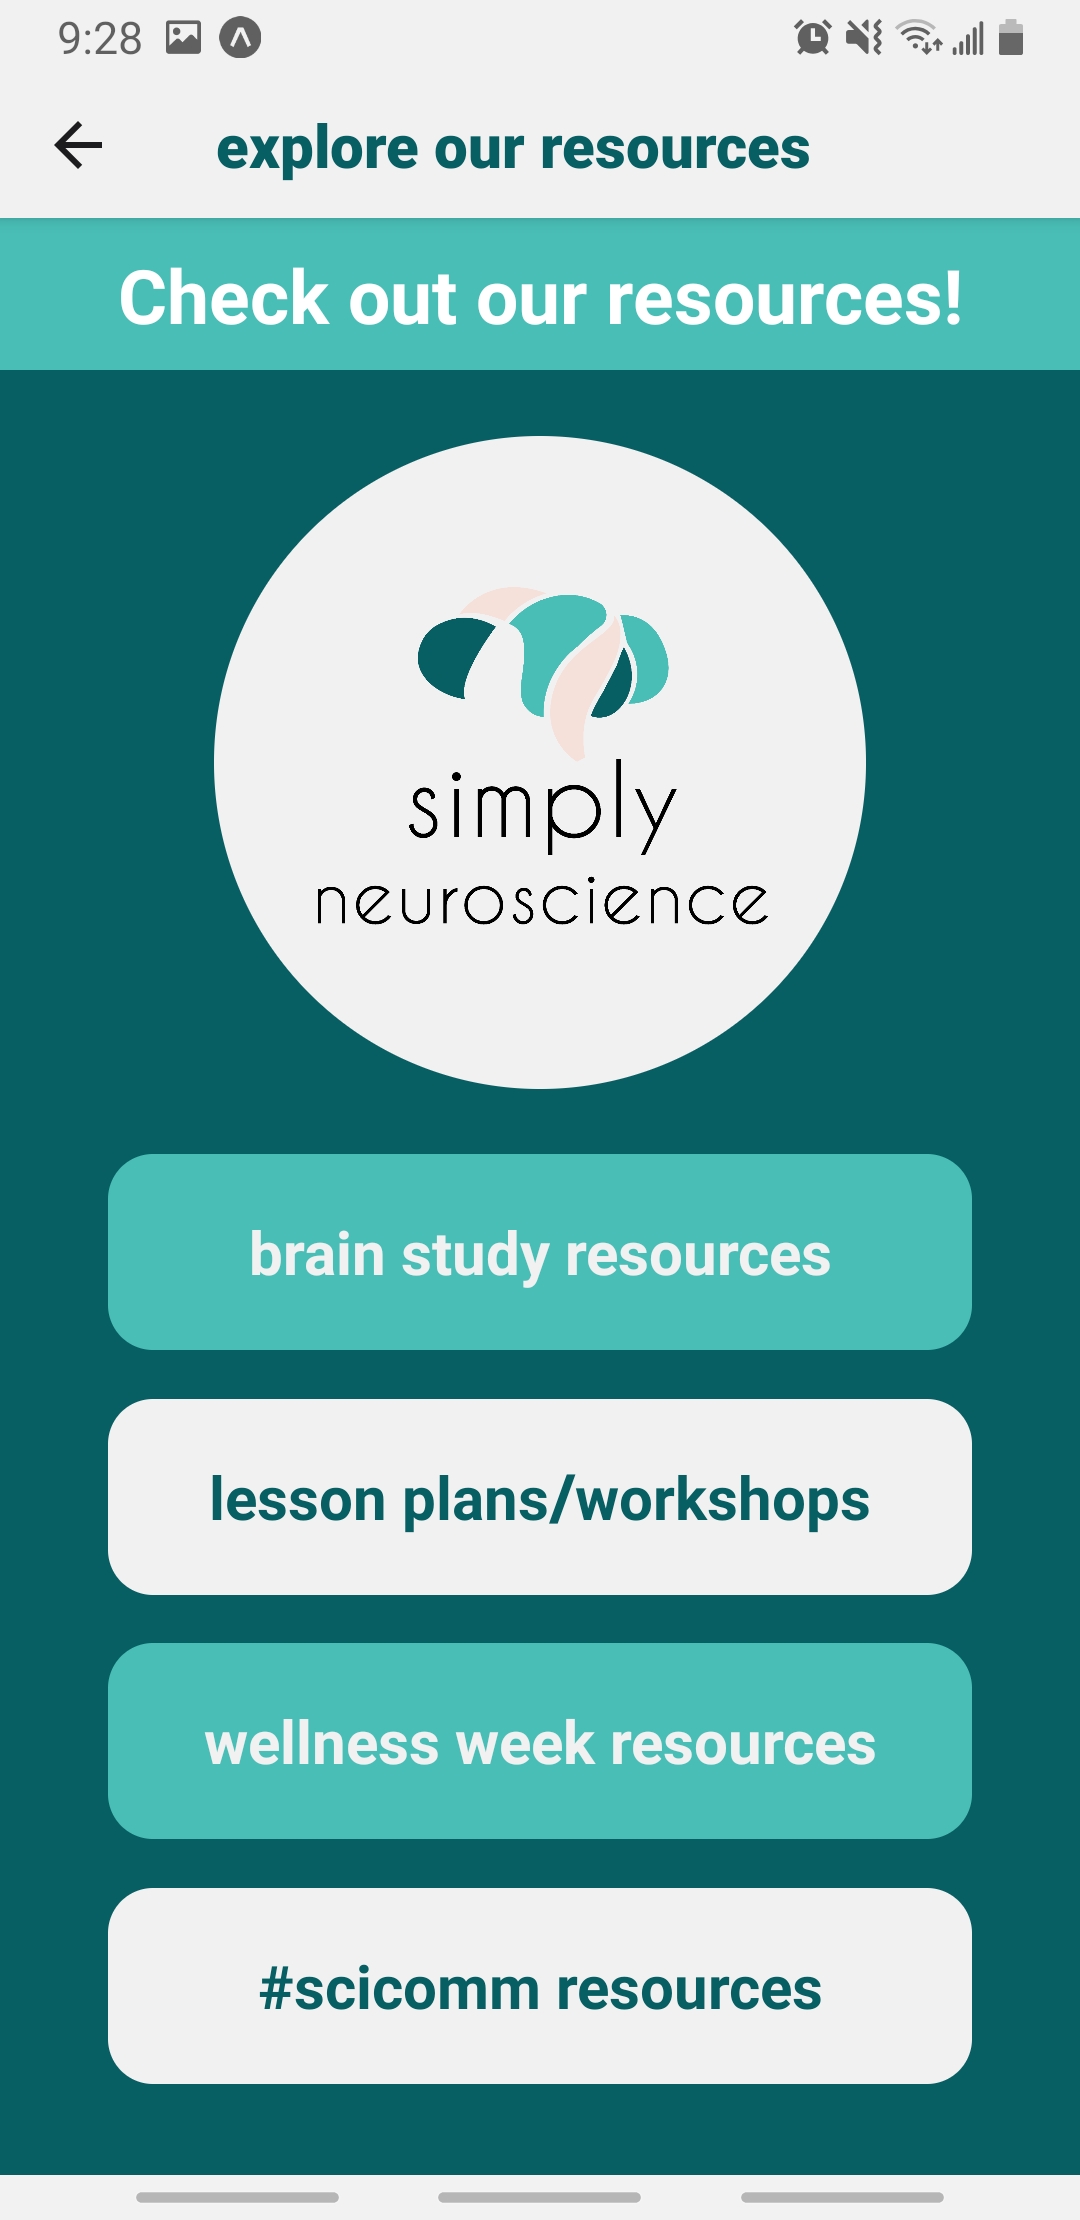 9:28
explore our resources
Check out our resources!
simply
neuroscience
brain study resources
lesson plans/workshops
wellness week resources
#scicomm resources